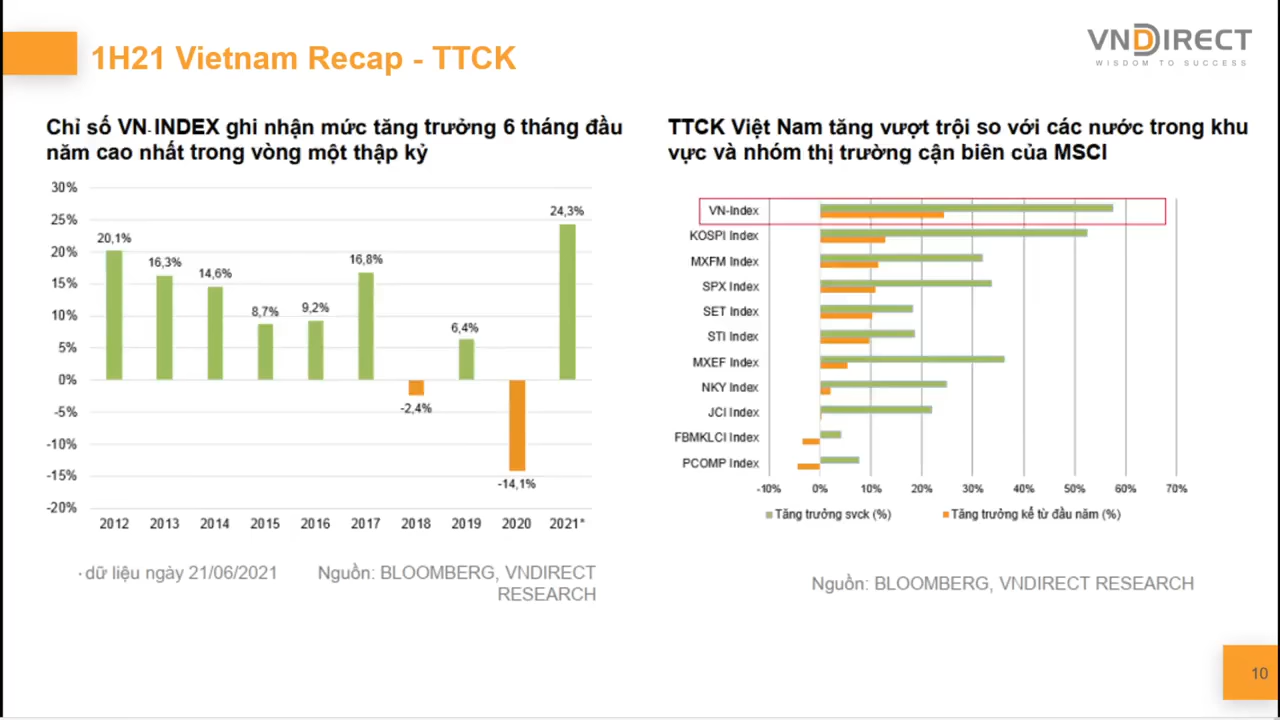 1H21 Vietnam Recap - TTCK
VNDIRECT
WISDOM TO SUCCESS
Chỉ số VN-INDEX ghi nhận mức tăng trưởng 6 tháng đầu
năm cao nhất trong vòng một thập kỷ
30%
25%
20%
15%
10%
5%
0%
-5%
-10%
-15%
-20%
20,1%
16,3%
14,6%
8,7%
9,2%
16,8%
-2,4%
6,4%
-14,1%
24,3%
2012 2013 2014 2015 2016 2017 2018 2019 2020 2021*
· dữ liệu ngày 21/06/2021
Nguồn: BLOOMBERG, VNDIRECT
RESEARCH
TTCK Việt Nam tăng vượt trội so với các nước trong khu
vực và nhóm thị trường cận biên của MSCI
VN-Index
KOSPI Index
MXFM Index
SPX Index
SET Index
STI Index
MXEF Index
NKY Index
JCI Index
FBMKLCI Index
PCOMP Index
-10% 0% 10% 20% 30% 40% 50% 60% 70%
Tăng trưởng svck (%) Tăng trưởng kể từ đầu năm (%)
Nguồn: BLOOMBERG, VNDIRECT RESEARCH
10